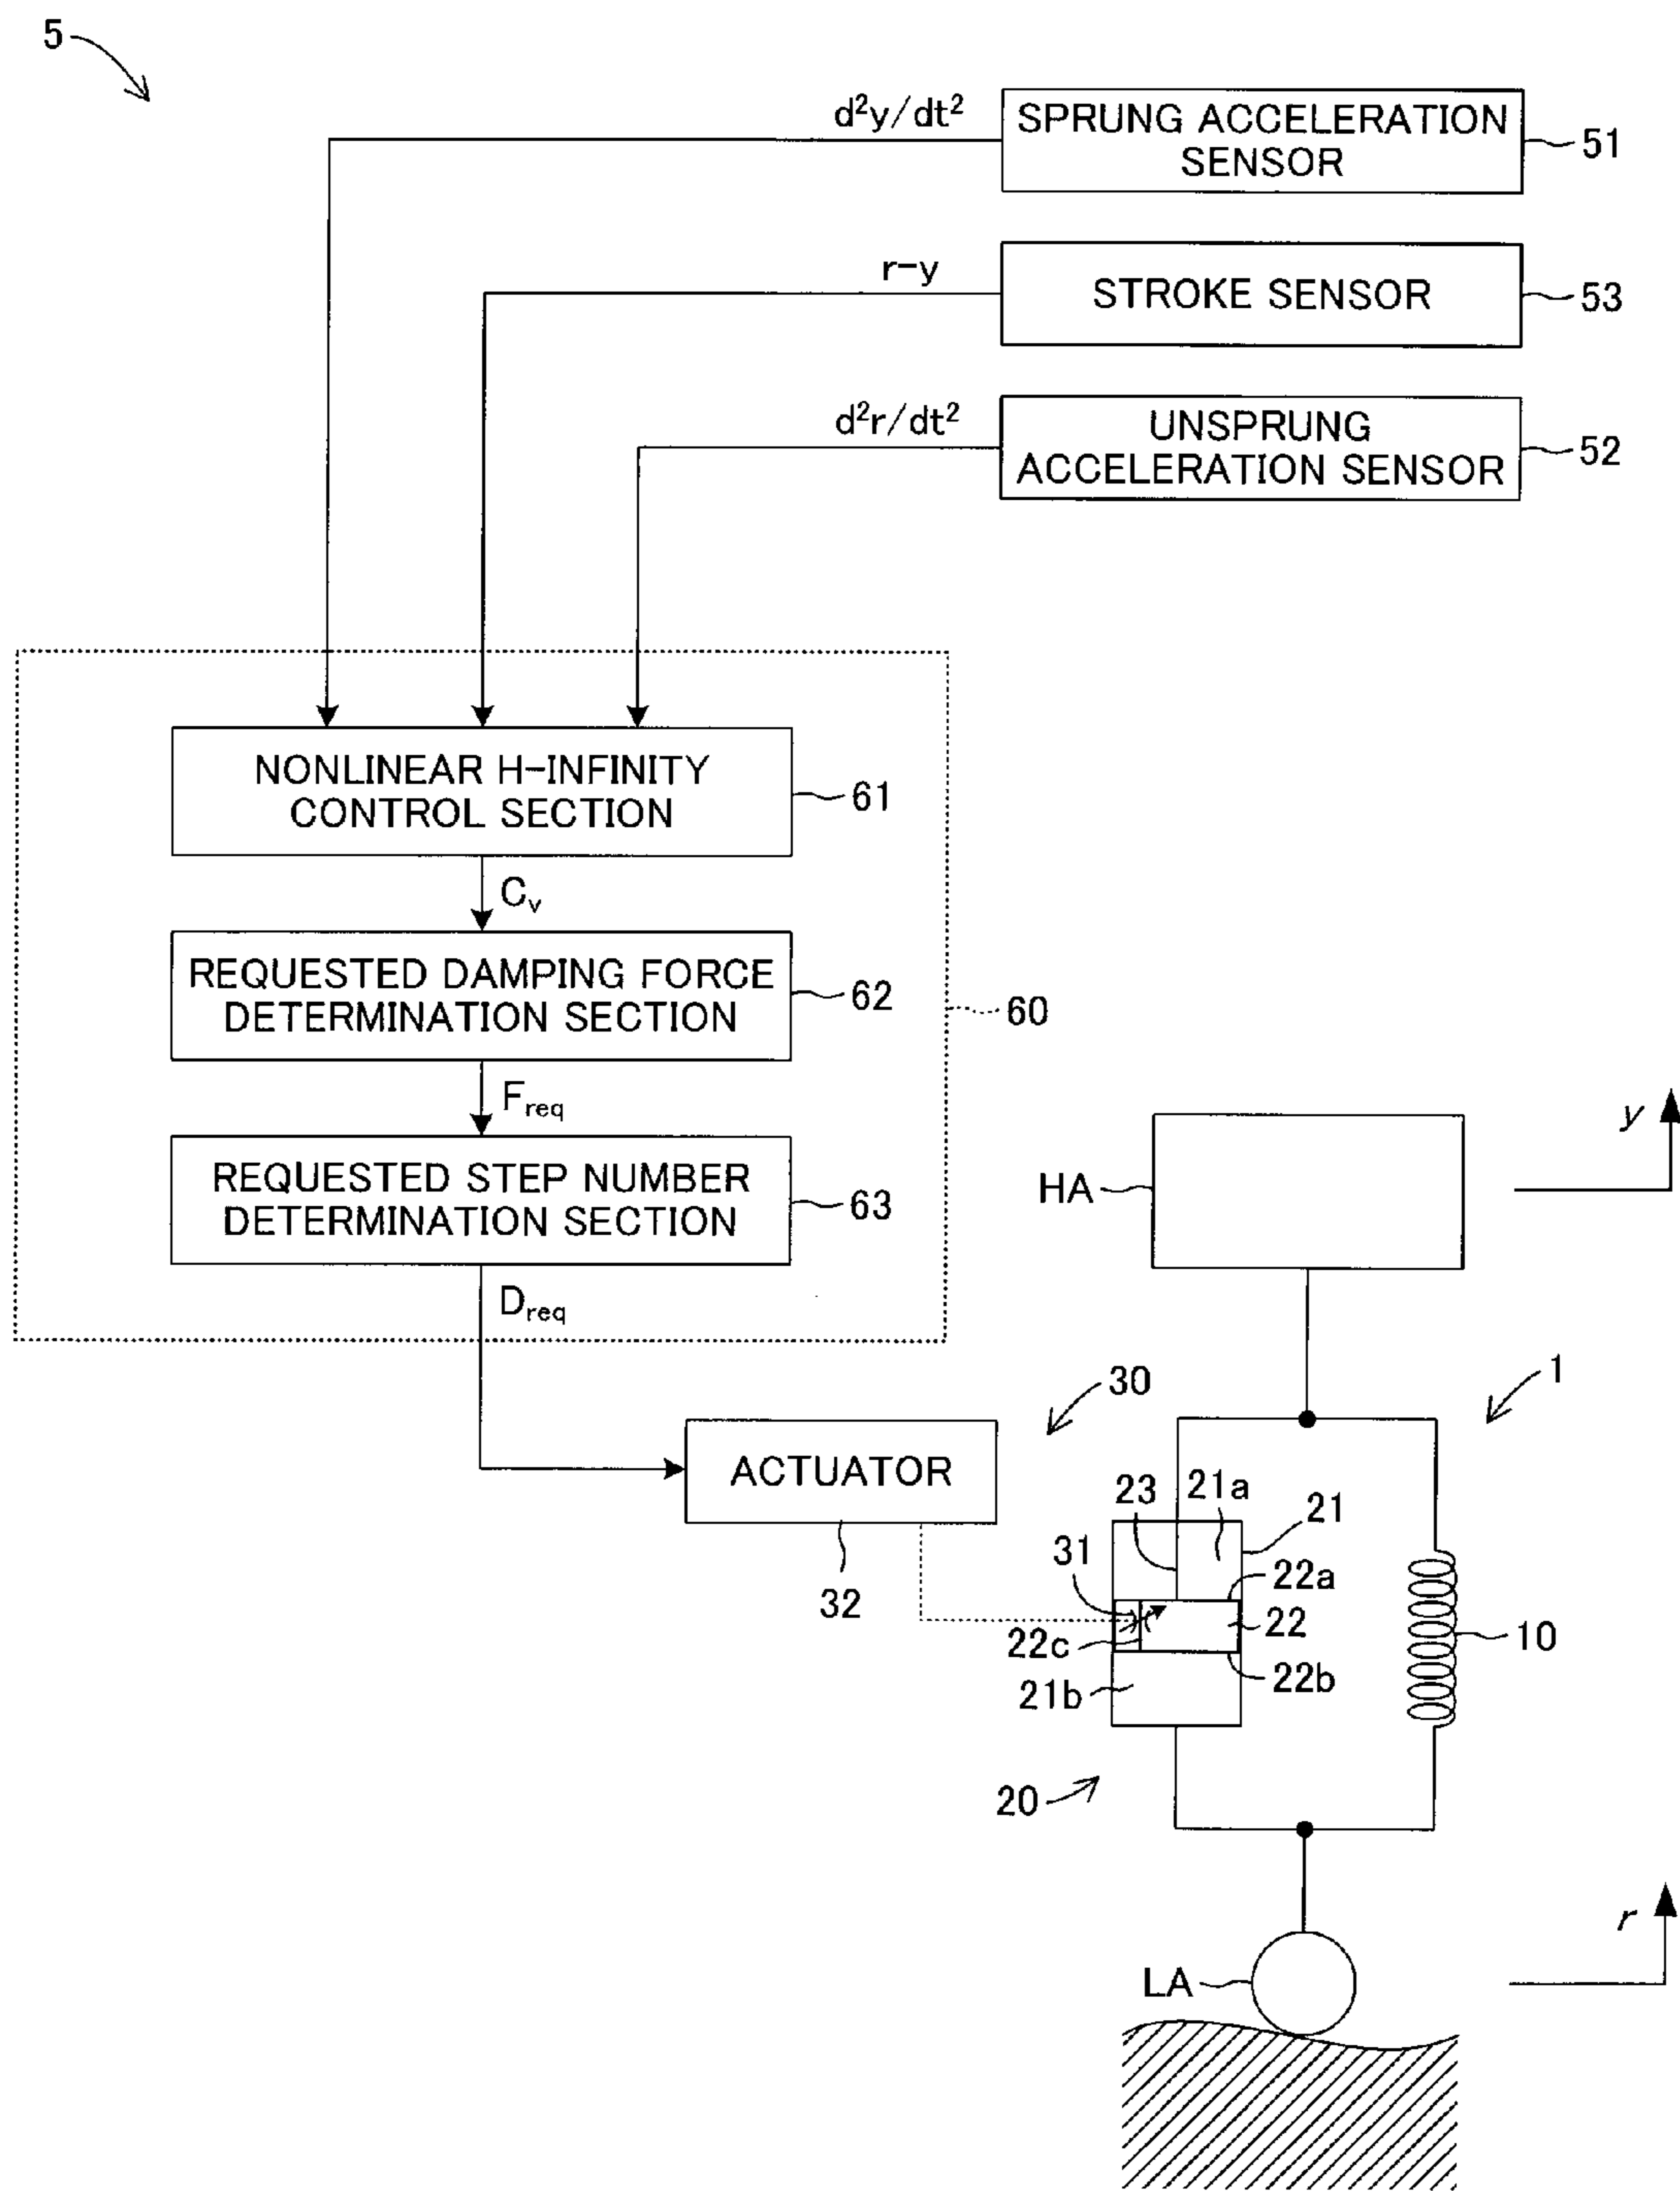 5
d²y/dt²
SPRUNG ACCELERATION
SENSOR
51
r-y
STROKE SENSOR
53
d²r/dt²
UNSPRUNG
ACCELERATION SENSOR
52
NONLINEAR H-INFINITY
CONTROL SECTION
61
Cv
REQUESTED DAMPING FORCE
DETERMINATION SECTION
62
60
Freq
REQUESTED STEP NUMBER
DETERMINATION SECTION
63
Dreq
y
HA
30
1
ACTUATOR
32
23
21a
21
31
22a
22
22c
22b
21b
10
20
r
LA